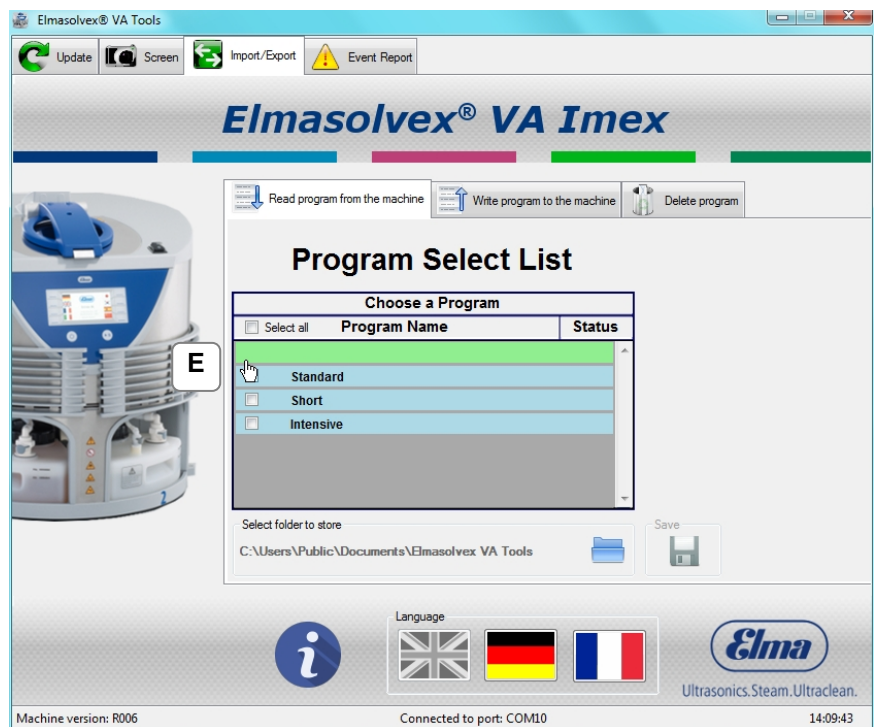 Elmasolvex® VA Tools
Update Screen Import/Export Event Report
Elmasolvex® VA Imex
Read program from the machine Write program to the machine Delete program
Program Select List
Choose a Program
Select all Program Name Status
E
Standard
Short
Intensive
Select folder to store Save
C:\Users\Public\Documents\Elmasolvex VA Tools
Language
i
Elma
Ultrasonics.Steam.Ultraclean.
Machine version: R006 Connected to port: COM10 14:09:43
2